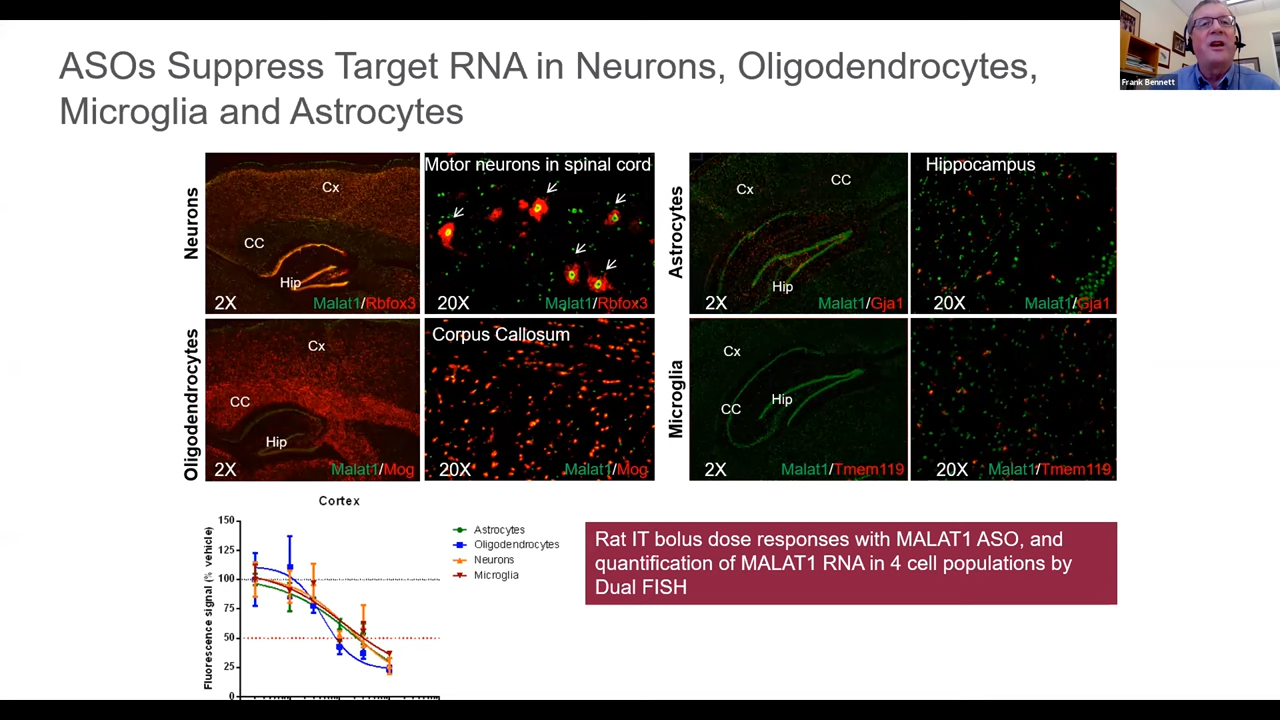 ASOs Suppress Target RNA in Neurons, Oligodendrocytes,
Microglia and Astrocytes
Frank Bennett
Neurons
Cx
CC
Hip
2X
Malat1/Rbfox3
Motor neurons in spinal cord
20X
Malat1/Rbfox3
Astrocytes
Cx
CC
Hip
2X
Malat1/Gja1
Hippocampus
20X
Malat1/Gja1
Oligodendrocytes
Cx
CC
Hip
2X
Malat1/Mog
Corpus Callosum
20X
Malat1/Mog
Microglia
Cx
CC
Hip
2X
Malat1/Tmem119
20X
Malat1/Tmem119
Cortex
Fluorescence signal (% vehicle)
150
125
100
75
50
25
0
Astrocytes
Oligodendrocytes
Neurons
Microglia
Rat IT bolus dose responses with MALAT1 ASO, and
quantification of MALAT1 RNA in 4 cell populations by
Dual FISH